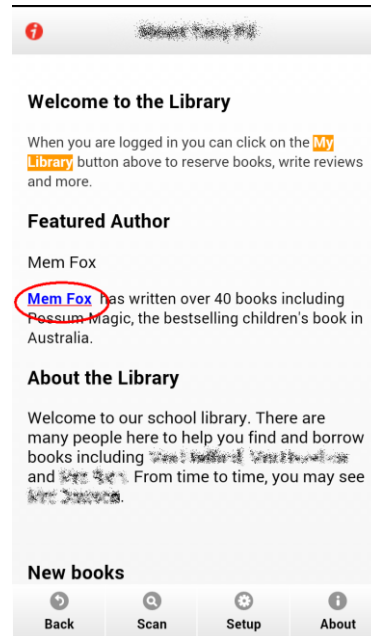 Welcome to the Library
When you are logged in you can click on the My
Library button above to reserve books, write reviews
and more.
Featured Author
Mem Fox
Mem Fox has written over 40 books including
Possum Magic, the bestselling children's book in
Australia.
About the Library
Welcome to our school library. There are
many people here to help you find and borrow
books including
and . From time to time, you may see
New books
Back Scan Setup About